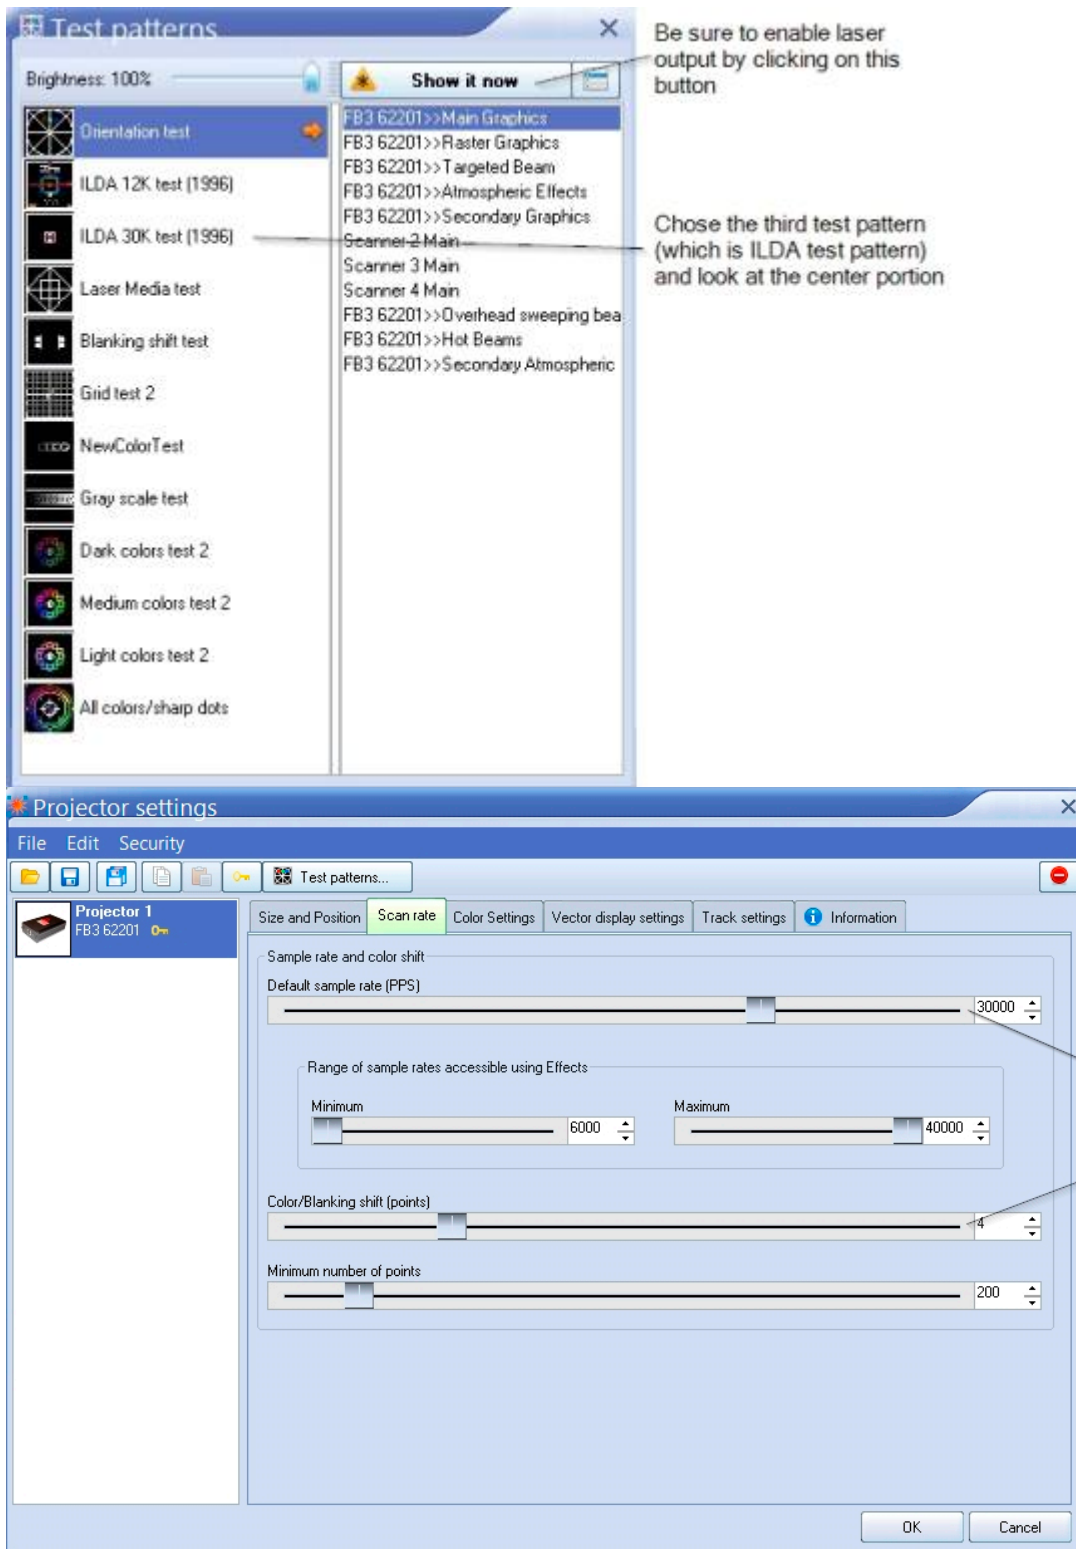 Test patterns
Be sure to enable laser
output by clicking on this
button
Brightness: 100%
Show it now
Orientation test
ILDA 12K test (1996)
ILDA 30K test (1996)
Laser Media test
Blanking shift test
Grid test 2
NewColorTest
Gray scale test
Dark colors test 2
Medium colors test 2
Light colors test 2
All colors/sharp dots
FB3 62201>>Main Graphics
FB3 62201>>Raster Graphics
FB3 62201>>Targeted Beam
FB3 62201>>Atmospheric Effects
FB3 62201>>Secondary Graphics
Scanner 2 Main
Scanner 3 Main
Scanner 4 Main
FB3 62201>>Overhead sweeping bea
FB3 62201>>Hot Beams
FB3 62201>>Secondary Atmospheric
Chose the third test pattern
(which is ILDA test pattern)
and look at the center portion
Projector settings
File Edit Security
Test patterns...
Projector 1
FB3 62201
Size and Position Scan rate Color Settings Vector display settings Track settings Information
Sample rate and color shift
Default sample rate (PPS)
30000
Range of sample rates accessible using Effects
Minimum Maximum
6000 40000
Color/Blanking shift (points)
4
Minimum number of points
200
OK Cancel